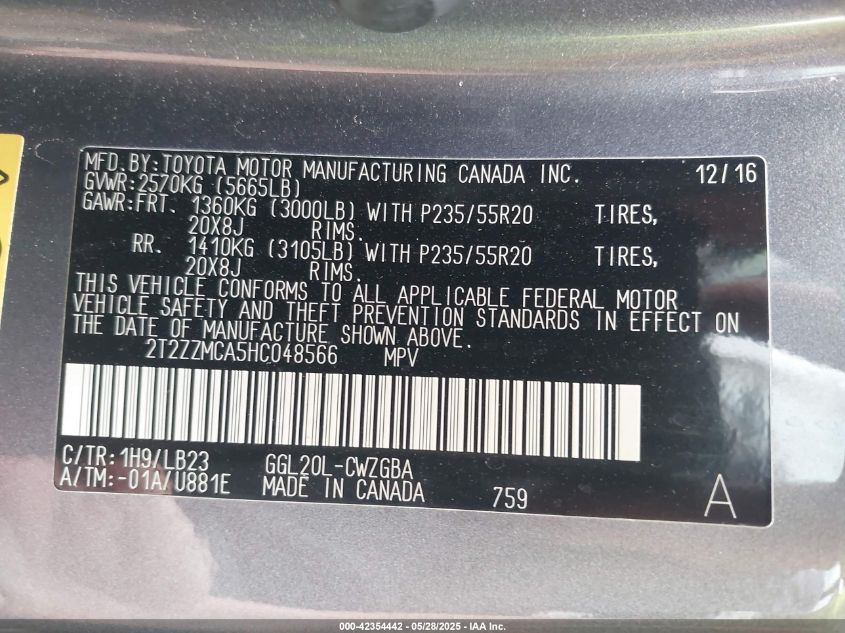 MFD.BY:TOYOTA MOTOR MANUFACTURING CANADA INC. 12/16
GVWR:2570KG (5665LB)
GAWR:FRT. 1360KG (3000LB) WITH P235/55R20 TIRES,
20X8J RIMS.
RR. 1410KG (3105LB) WITH P235/55R20 TIRES,
20X8J RIMS.
THIS VEHICLE CONFORMS TO ALL APPLICABLE FEDERAL MOTOR
VEHICLE SAFETY AND THEFT PREVENTION STANDARDS IN EFFECT ON
THE DATE OF MANUFACTURE SHOWN ABOVE.
2T2ZZMCA5HC048566 MPV
C/TR:1H9/LB23 GGL20L-CWZGBA
A/TM:-01A/U881E MADE IN CANADA 759 A
000-42354442 - 05/28/2025 - IAA Inc.